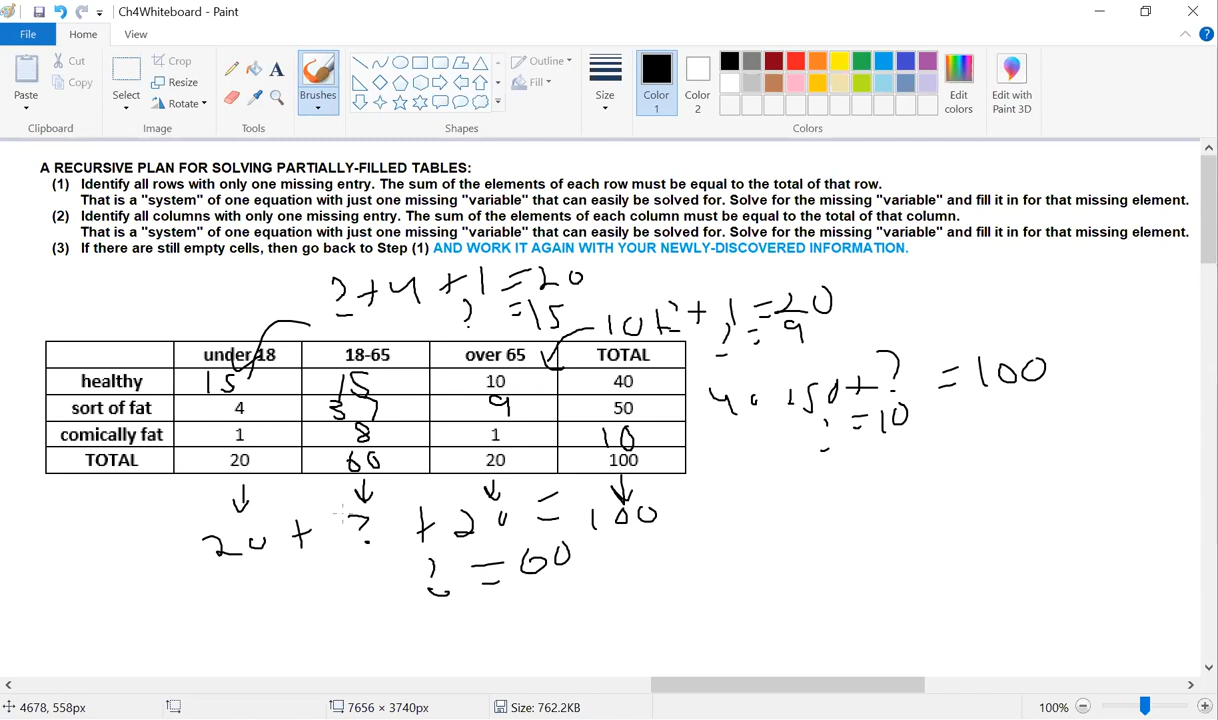 Ch4Whiteboard - Paint
File Home View
Paste Cut Copy Clipboard
Select Crop Resize Rotate Image
Tools
Brushes
Outline Fill Shapes
Size
Color 1 Color 2 Colors
Edit colors Edit with Paint 3D
A RECURSIVE PLAN FOR SOLVING PARTIALLY-FILLED TABLES:
(1) Identify all rows with only one missing entry. The sum of the elements of each row must be equal to the total of that row.
That is a "system" of one equation with just one missing "variable" that can easily be solved for. Solve for the missing "variable" and fill it in for that missing element.
(2) Identify all columns with only one missing entry. The sum of the elements of each column must be equal to the total of that column.
That is a "system" of one equation with just one missing "variable" that can easily be solved for. Solve for the missing "variable" and fill it in for that missing element.
(3) If there are still empty cells, then go back to Step (1) AND WORK IT AGAIN WITH YOUR NEWLY-DISCOVERED INFORMATION.
? + 4 + 1 = 20
? = 15
+ 1 = 20
? = 9
under 18 18-65 over 65 TOTAL
healthy 15 15 10 40
sort of fat 4 37 9 50
comically fat 1 8 1 10
TOTAL 20 60 20 100
40 + 50 + ? = 100
? = 10
20 + ? + 20 = 100
? = 60
4678, 558px 7656 × 3740px Size: 762.2KB 100%